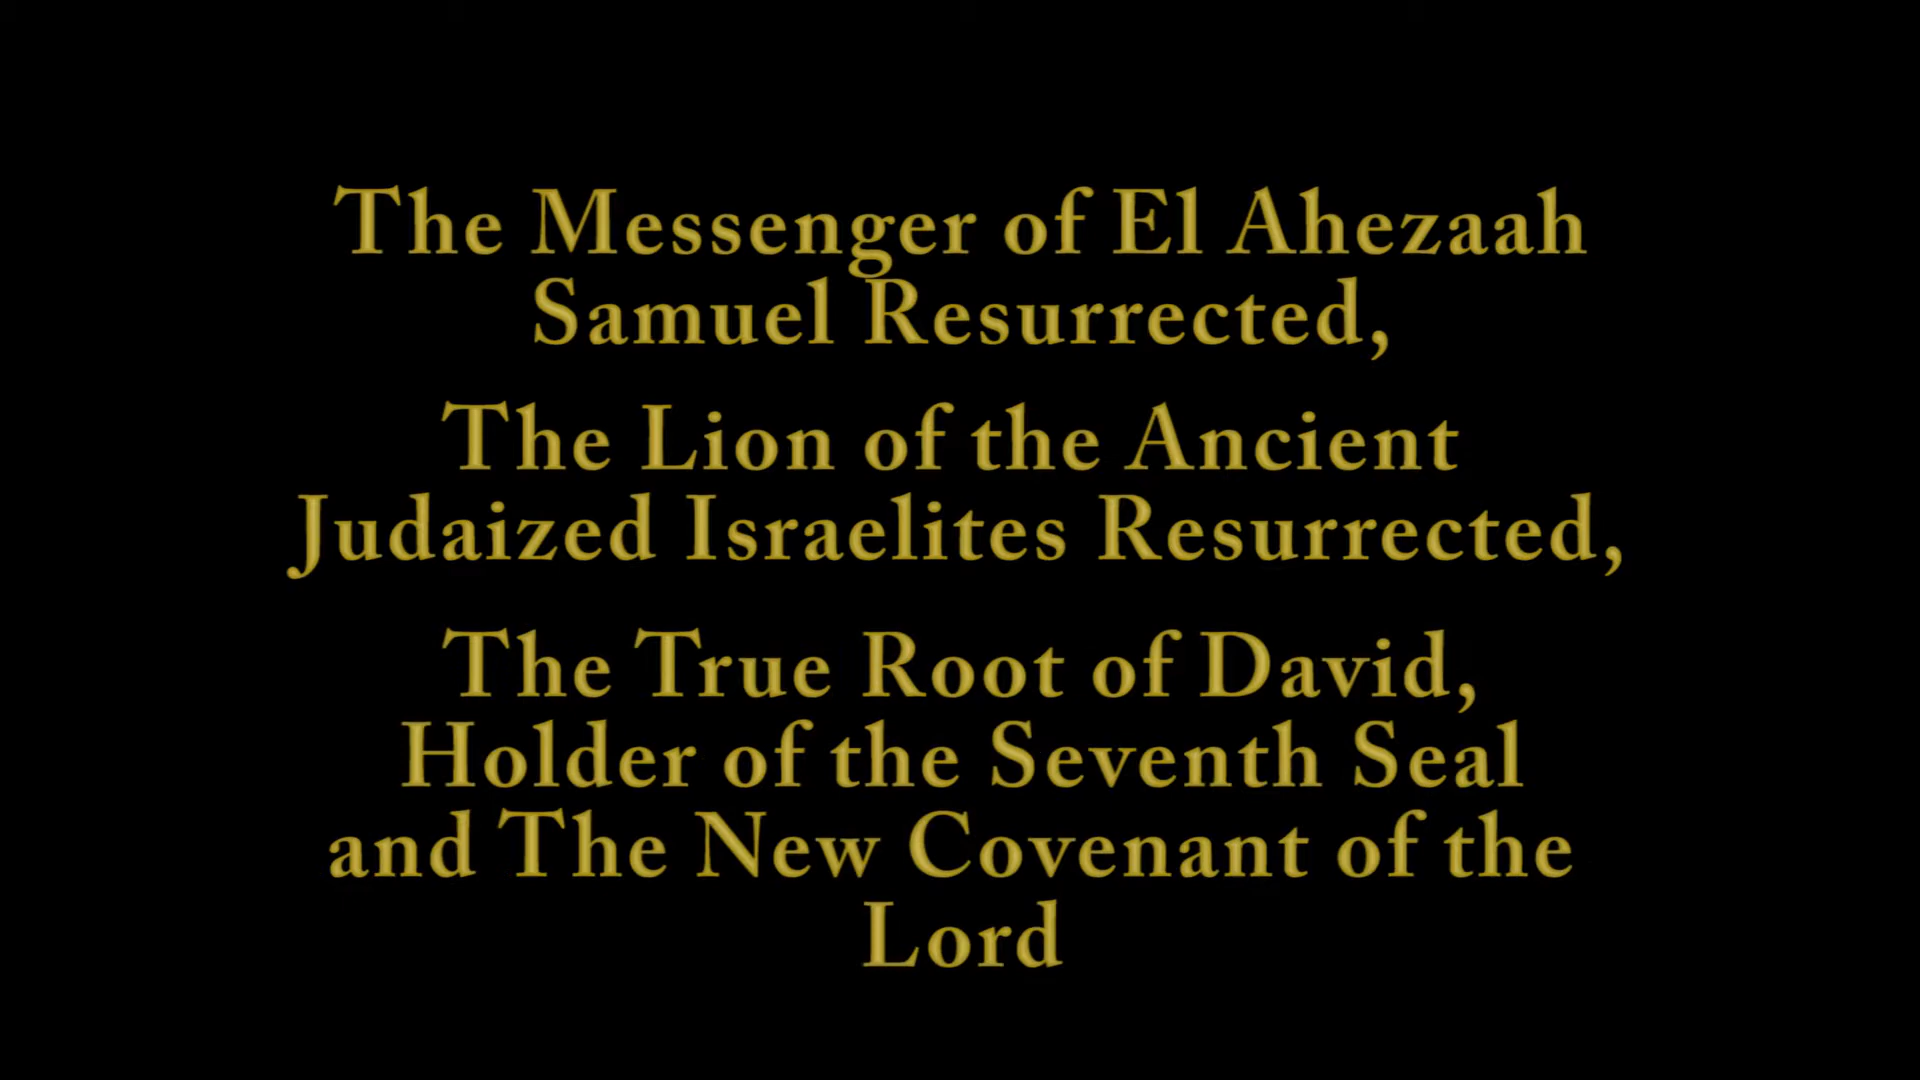 The Messenger of El Ahezaah
Samuel Resurrected,
The Lion of the Ancient
Judaized Israelites Resurrected,
The True Root of David,
Holder of the Seventh Seal
and The New Covenant of the
Lord